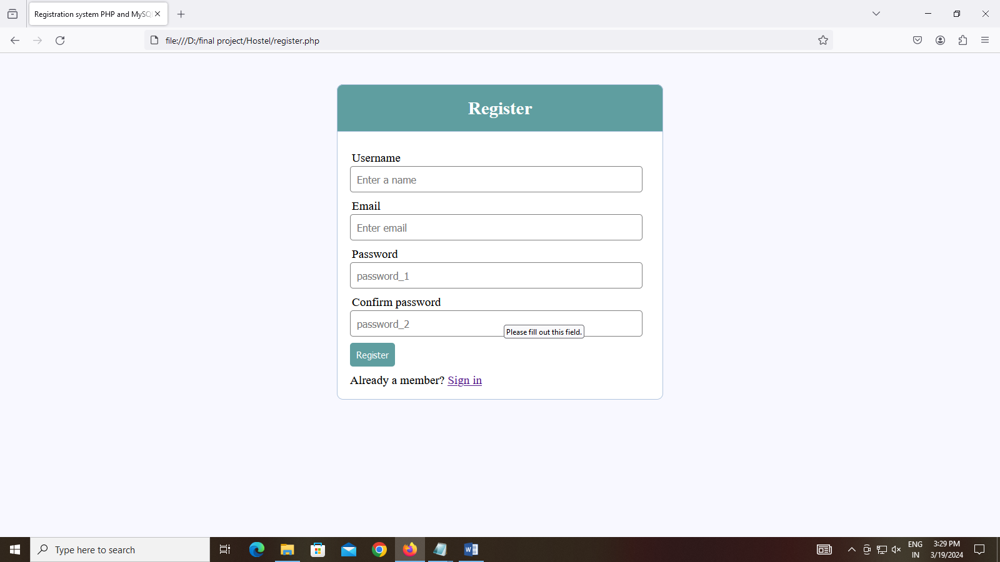 Registration system PHP and MySQ
file:///D:/final project/Hostel/register.php
Register
Username
Enter a name
Email
Enter email
Password
password_1
Confirm password
password_2
Please fill out this field.
Register
Already a member? Sign in
Type here to search
ENG
IN
3:29 PM
3/19/2024